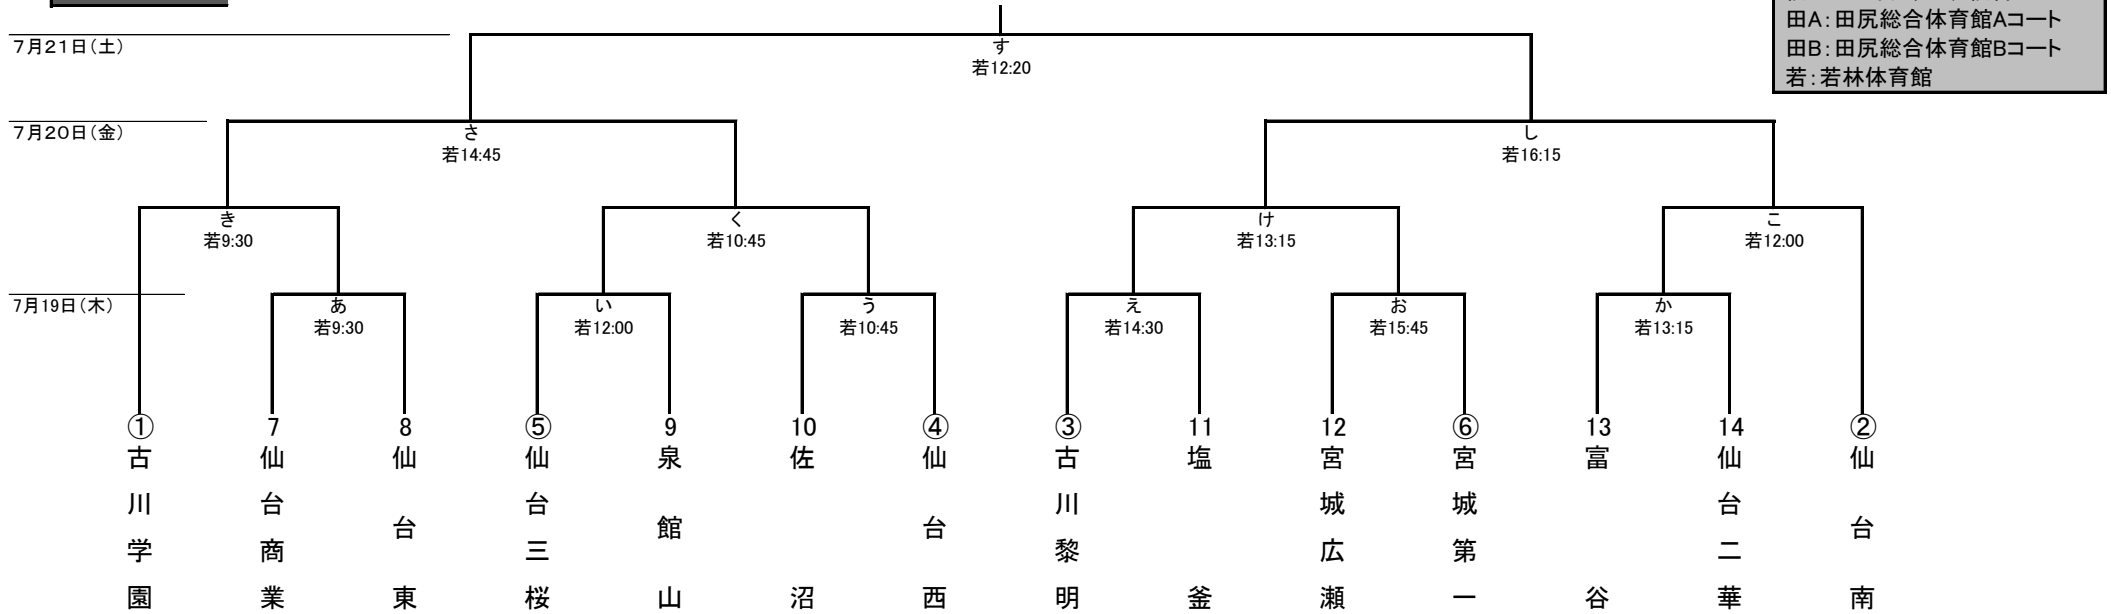 田A：田尻総合体育館Aコート
田B：田尻総合体育館Bコート
若：若林体育館
7月21日（土）
す
若12:20
7月20日（金）
さ
若14:45
し
若16:15
き
若9:30
く
若10:45
け
若13:15
こ
若12:00
7月19日（木）
あ
若9:30
い
若12:00
う
若10:45
え
若14:30
お
若15:45
か
若13:15
① 古川学園
7 仙台商業
8 仙台東
⑤ 仙台三桜
9 泉館山
10 佐沼
④ 仙台西
③ 古川黎明
11 塩釜
12 宮城広瀬
⑥ 宮城第一
13 富谷
14 仙台二華
② 仙台南